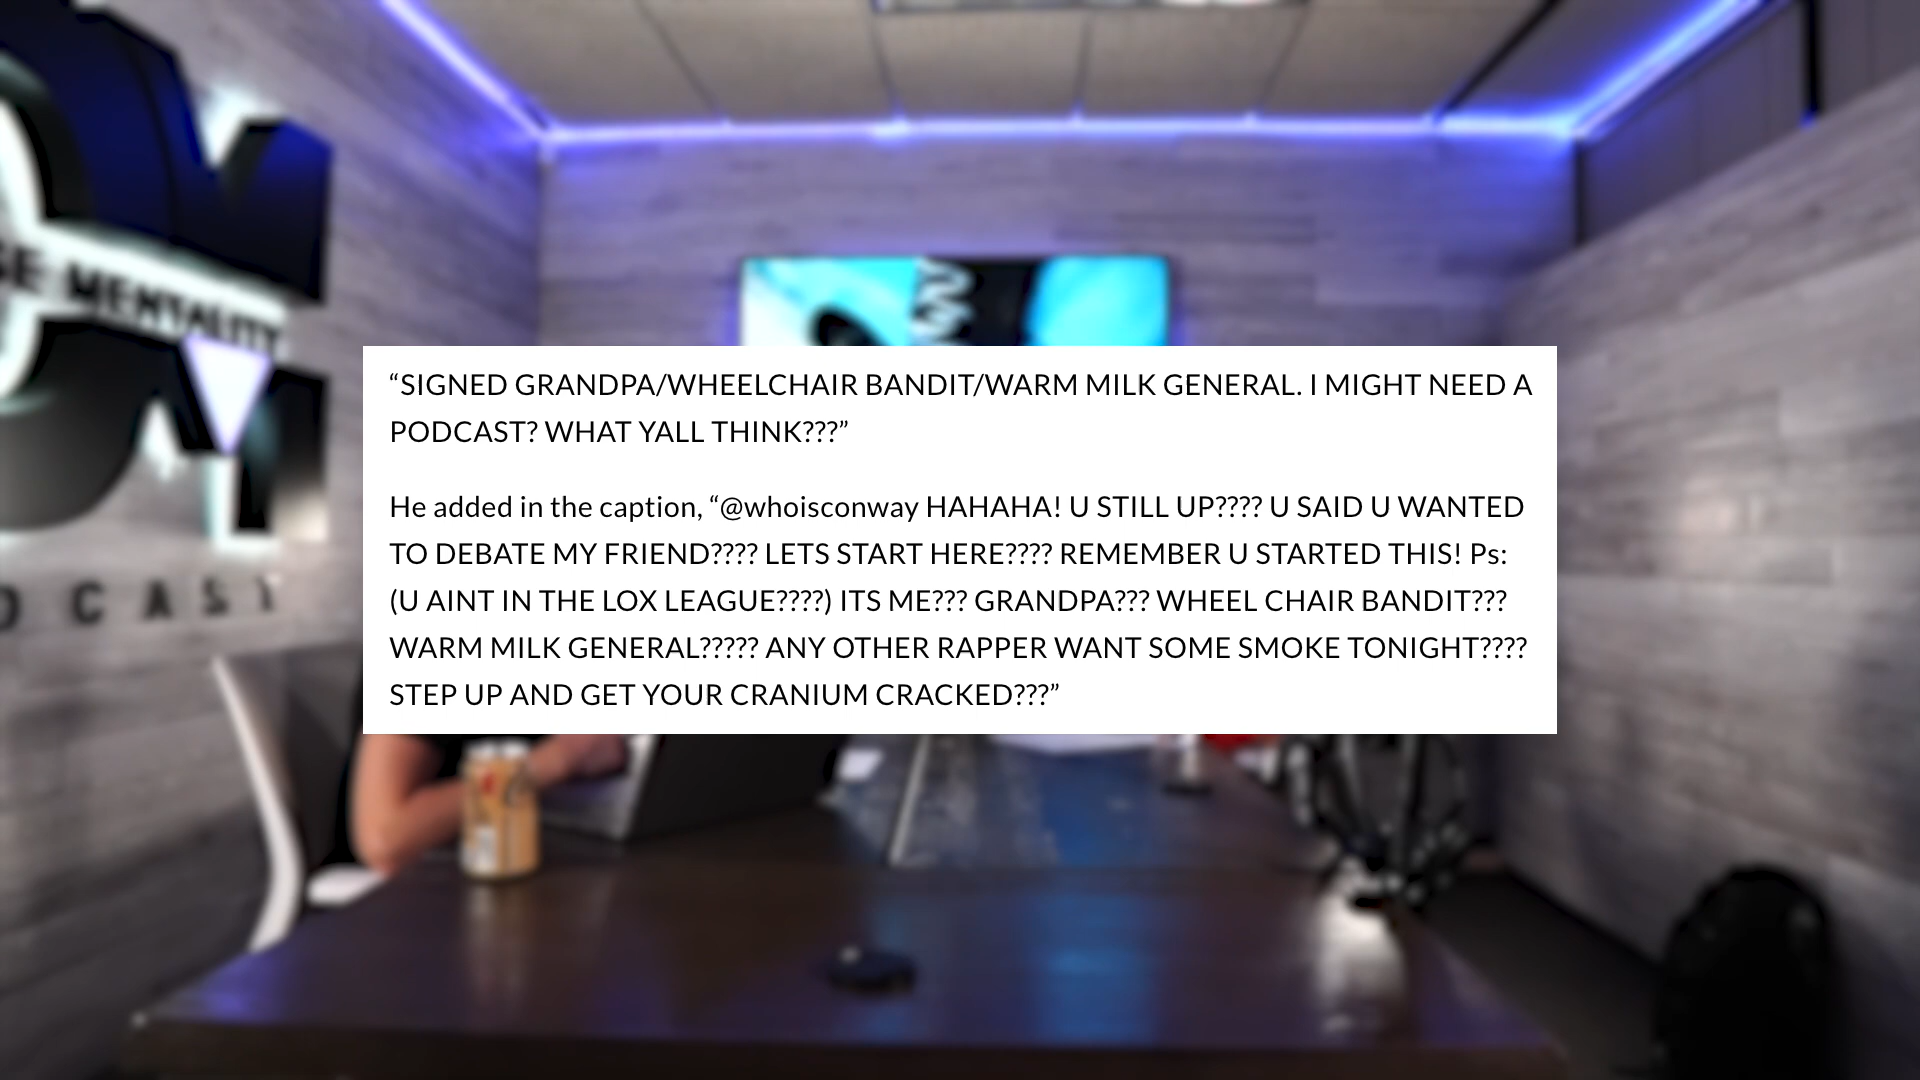 SE MENTALITY
“SIGNED GRANDPA/WHEELCHAIR BANDIT/WARM MILK GENERAL. I MIGHT NEED A
PODCAST? WHAT YALL THINK???”
He added in the caption, “@whoisconway HAHAHA! U STILL UP???? U SAID U WANTED
TO DEBATE MY FRIEND???? LETS START HERE???? REMEMBER U STARTED THIS! Ps:
(U AINT IN THE LOX LEAGUE????) ITS ME??? GRANDPA??? WHEEL CHAIR BANDIT???
WARM MILK GENERAL????? ANY OTHER RAPPER WANT SOME SMOKE TONIGHT????
STEP UP AND GET YOUR CRANIUM CRACKED???”
DCAST